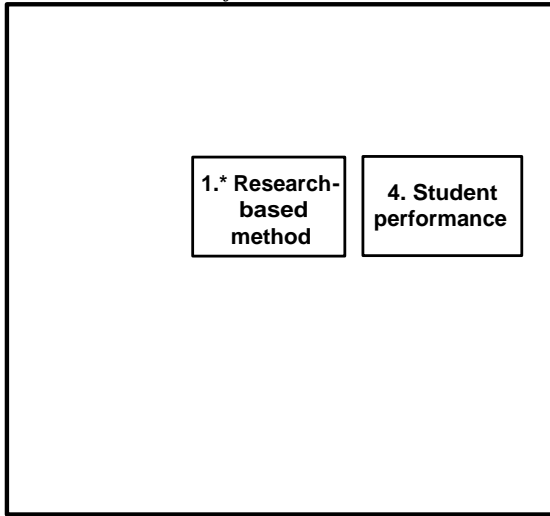 1.* Research-
based
method
4. Student
performance